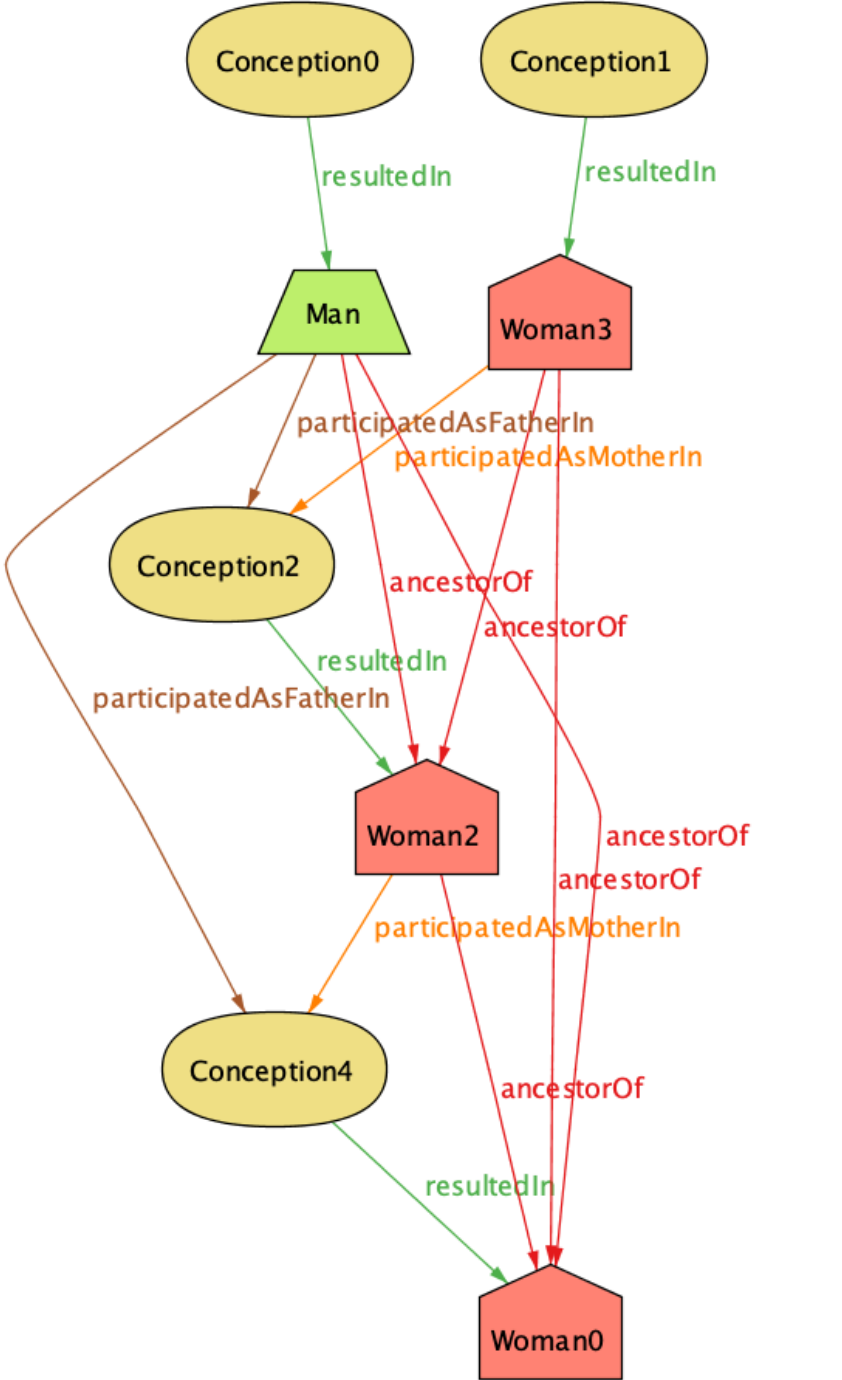 Conception0
Conception1
resultedIn
resultedIn
Man
Woman3
participatedAsFatherIn
participatedAsMotherIn
Conception2
ancestorOf
ancestorOf
resultedIn
participatedAsFatherIn
Woman2
ancestorOf
ancestorOf
participatedAsMotherIn
Conception4
ancestorOf
resultedIn
Woman0